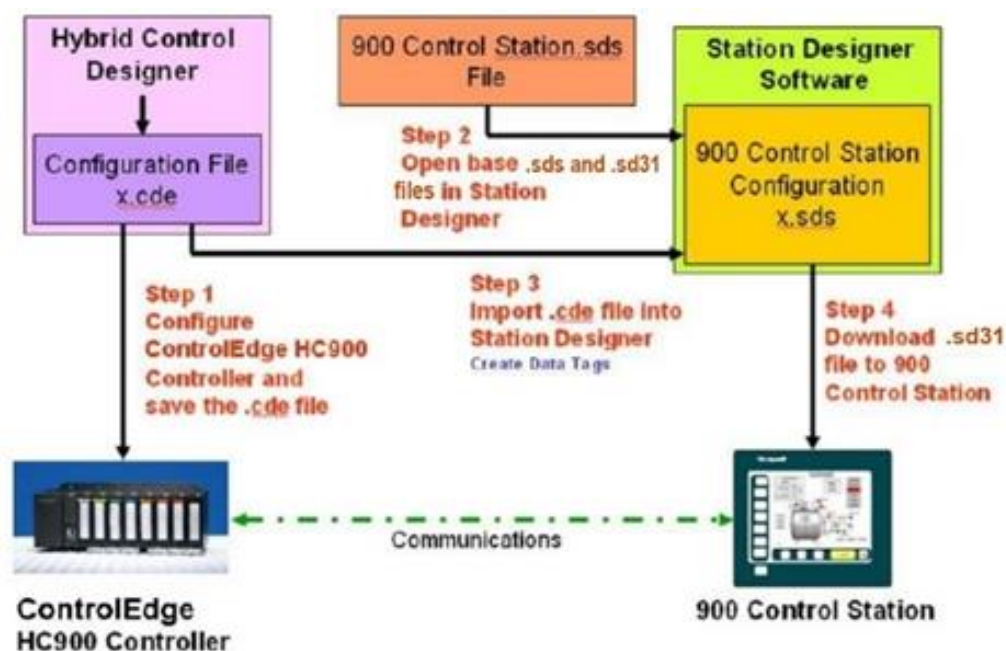 Hybrid Control
Designer
Configuration File
x.cde
900 Control Station.sds
File
Station Designer
Software
900 Control Station
Configuration
x.sds
Step 2
Open base .sds and .sd31
files in Station
Designer
Step 1
Configure
ControlEdge HC900
Controller and
save the .cde file
Step 3
Import .cde file into
Station Designer
Create Data Tags
Step 4
Download .sd31
file to 900
Control Station
Communications
ControlEdge
HC900 Controller
900 Control Station